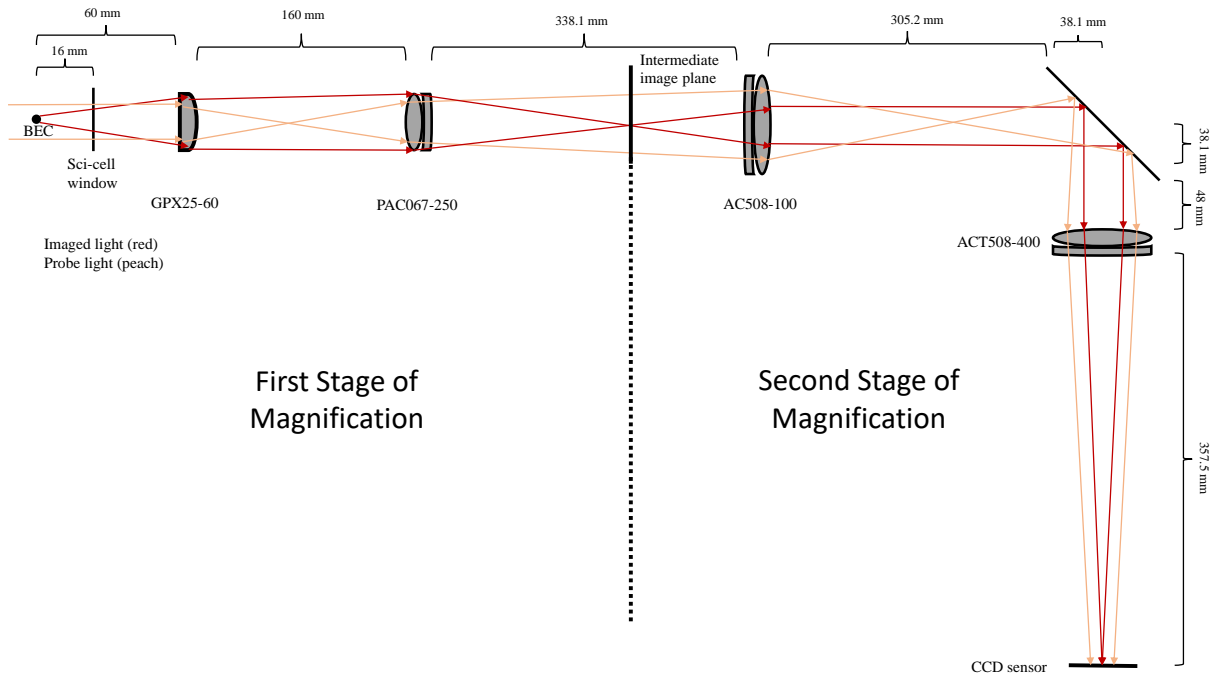 60 mm
160 mm
338.1 mm
305.2 mm
38.1 mm
16 mm
Intermediate
image plane
BEC
Sci-cell
window
38.1 mm
48 mm
GPX25-60
PAC067-250
AC508-100
ACT508-400
Imaged light (red)
Probe light (peach)
First Stage of
Magnification
Second Stage of
Magnification
357.5 mm
CCD sensor